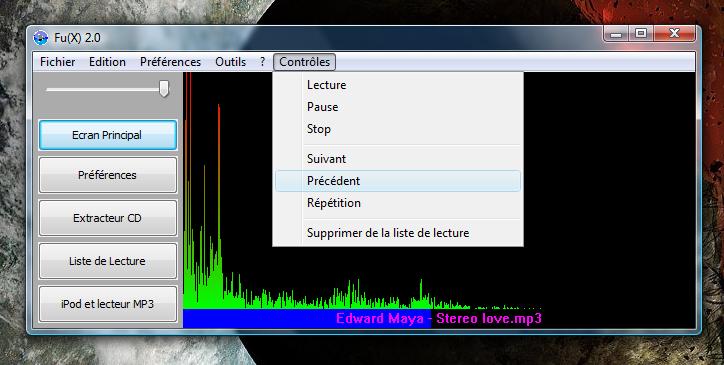 Fu(X) 2.0
Fichier Edition Préférences Outils ? Contrôles
Lecture
Pause
Stop
Suivant
Précédent
Répétition
Supprimer de la liste de lecture
Ecran Principal
Préférences
Extracteur CD
Liste de Lecture
iPod et lecteur MP3
Edward Maya - Stereo love.mp3